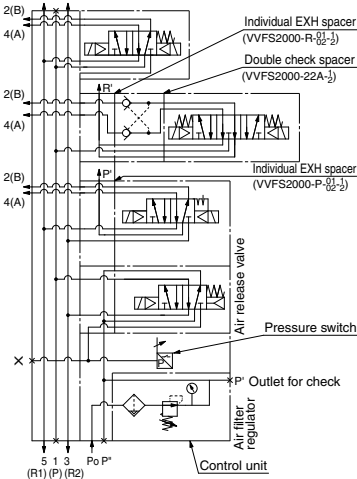 2(B)
4(A)
Individual EXH spacer
(VVFS2000-R-01/02-1/2)
Double check spacer
(VVFS2000-22A-1/2)
2(B)
4(A)
R'
Individual EXH spacer
(VVFS2000-P-01/02-1/2)
2(B)
4(A)
P'
Air release valve
Pressure switch
X
P' Outlet for check
Air filter
regulator
5 1 3 Po P"
(R1) (P) (R2)
Control unit